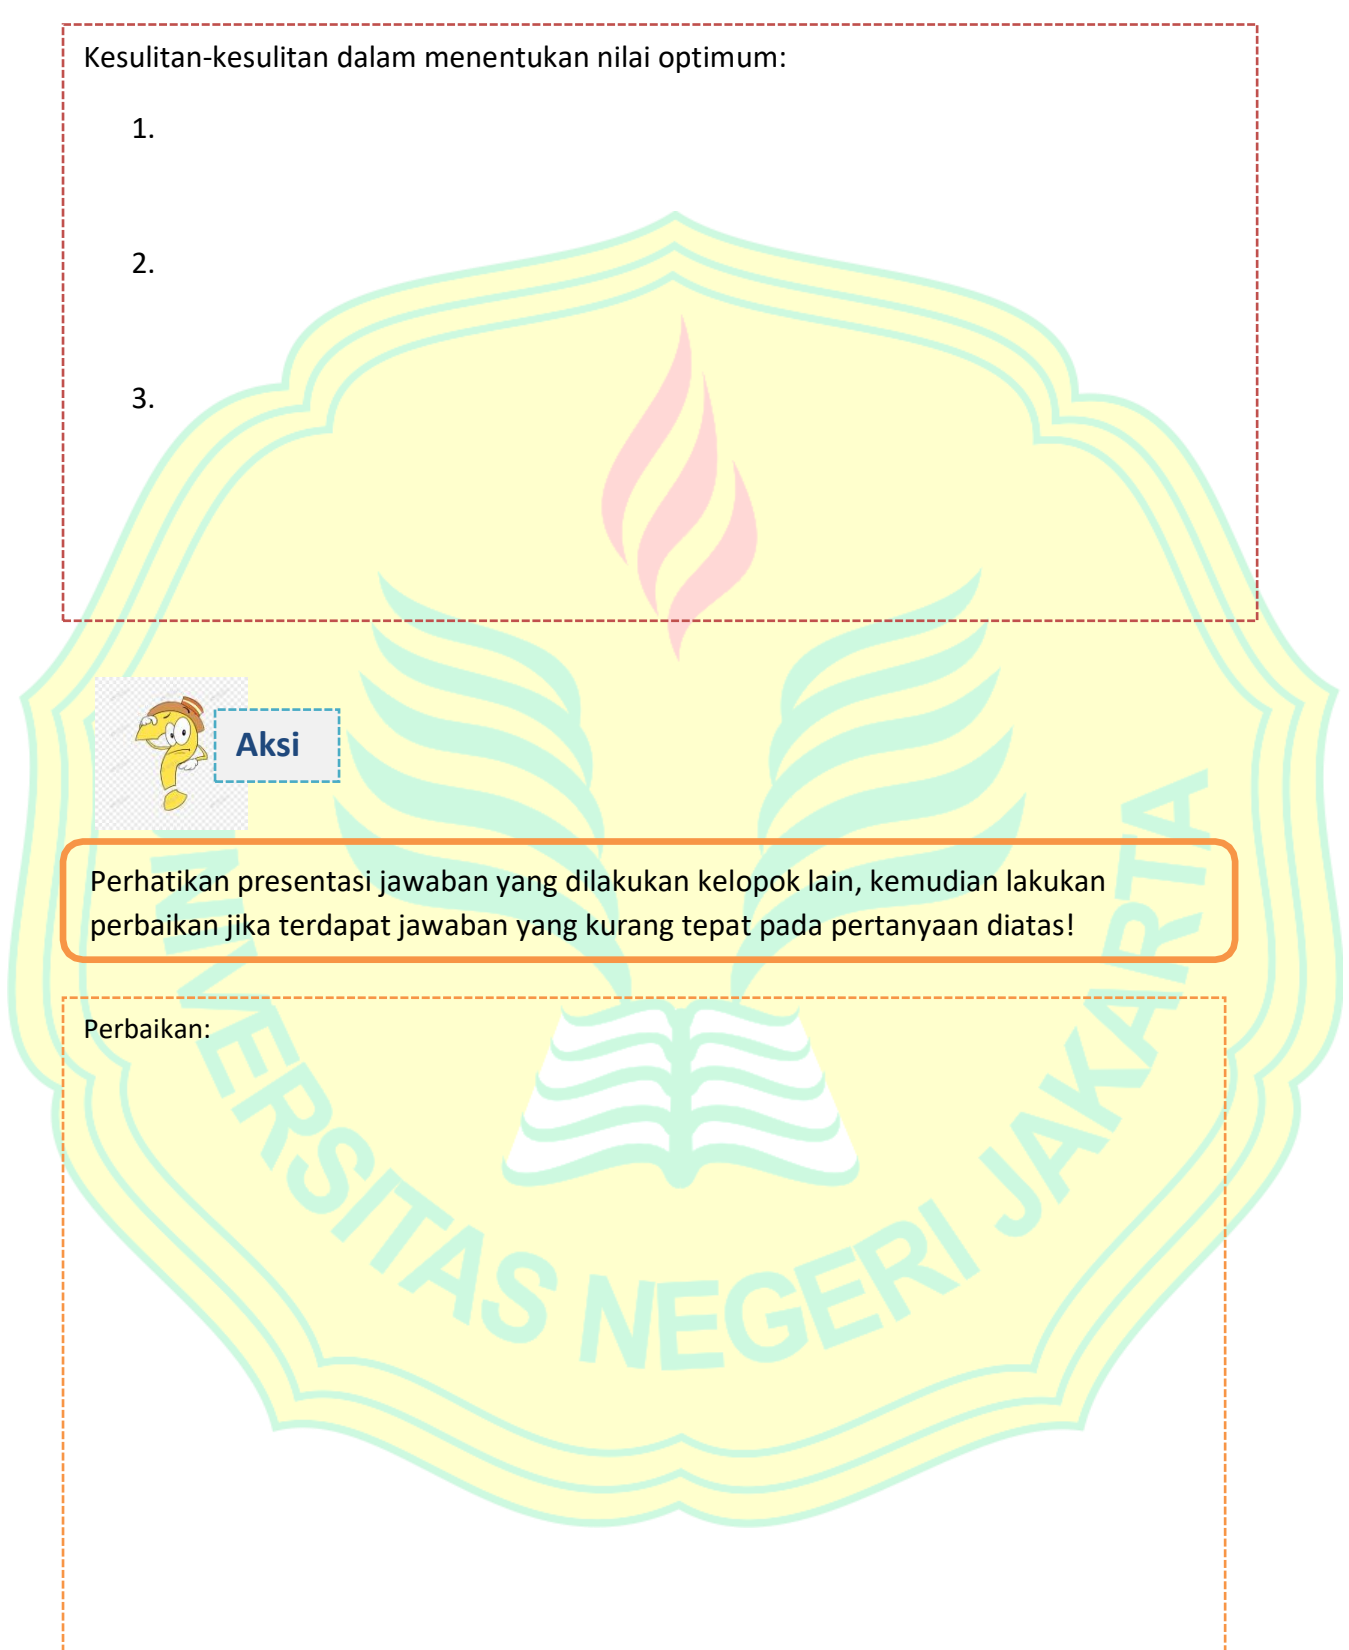 Kesulitan-kesulitan dalam menentukan nilai optimum:
1.
2.
3.
Aksi
Perhatikan presentasi jawaban yang dilakukan kelopok lain, kemudian lakukan
perbaikan jika terdapat jawaban yang kurang tepat pada pertanyaan diatas!
Perbaikan:
UNIVERSITAS NEGERI JAKARTA